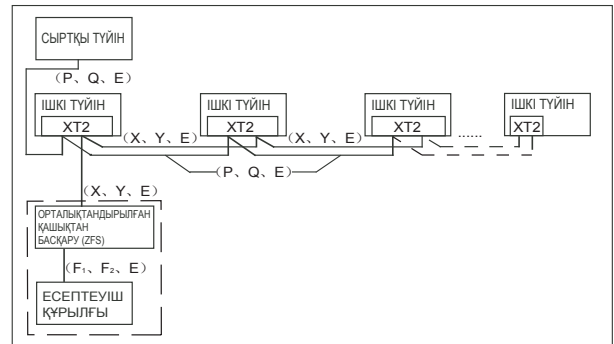 СЫРТҚЫ ТҮЙІН
(P、Q、E)
ІШКІ ТҮЙІН
ІШКІ ТҮЙІН
ІШКІ ТҮЙІН
ІШКІ ТҮЙІН
XT2
XT2
XT2
......
XT2
(X、Y、E)
(X、Y、E)
(P、Q、E)
(X、Y、E)
ОРТАЛЫҚТАНДЫРЫЛҒАН
ҚАШЫҚТАН
БАСҚАРУ (ZFS)
(F₁、F₂、E)
ЕСЕПТЕУІШ
ҚҰРЫЛҒЫ